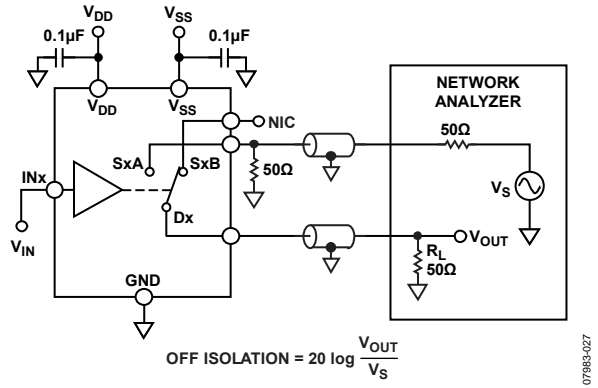 V_DD
V_SS
0.1µF
0.1µF
V_DD
V_SS
NIC
NETWORK
ANALYZER
50Ω
SxA
SxB
INx
50Ω
V_S
Dx
V_OUT
V_IN
R_L
50Ω
GND
OFF ISOLATION = 20 log V_OUT / V_S
07983-027